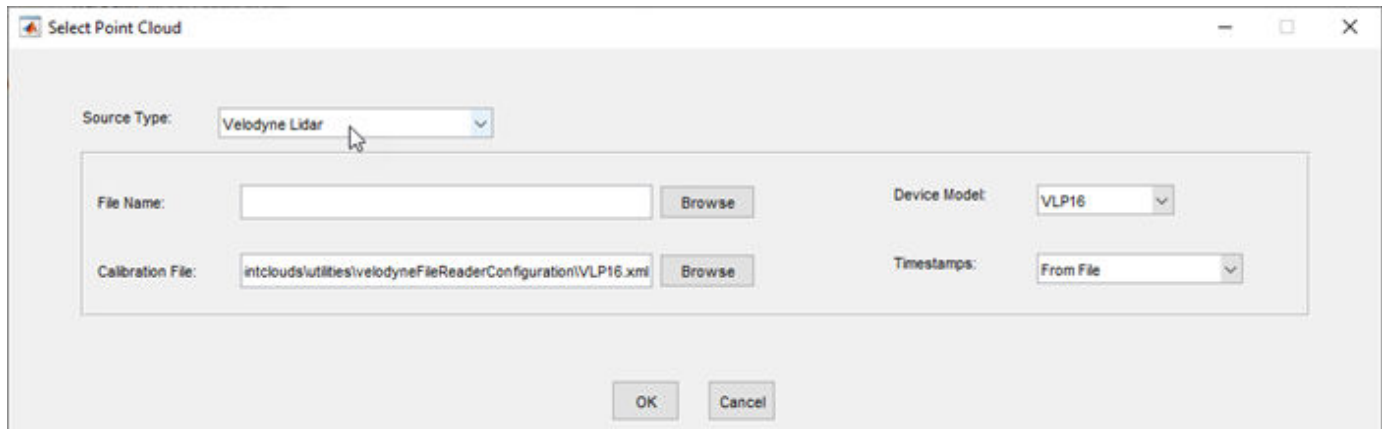 Select Point Cloud
Source Type: Velodyne Lidar
File Name: Browse Device Model: VLP16
Calibration File: intclouds\utilities\velodyneFileReaderConfiguration\VLP16.xml Browse Timestamps: From File
OK Cancel